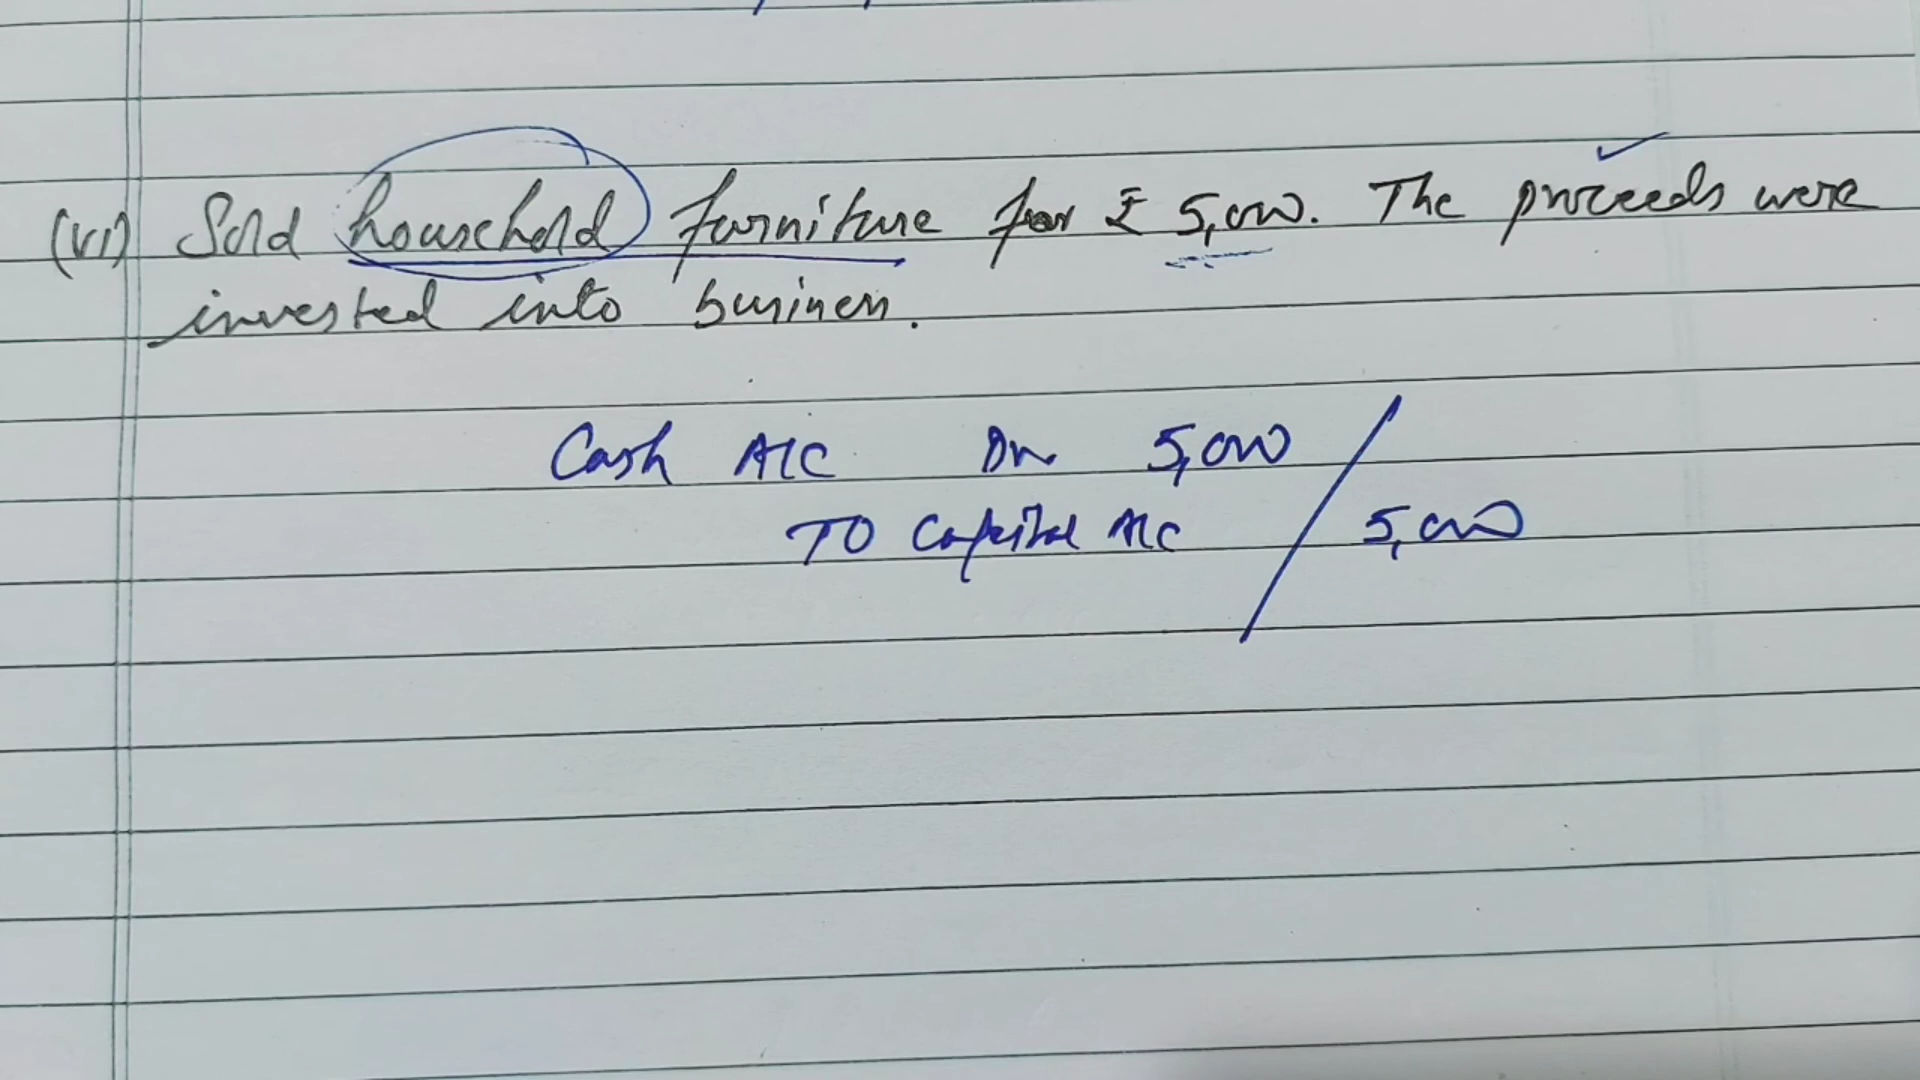 (vi) Sold household furniture for ₹ 5,000. The proceeds were
invested into business.
Cash A/C Dr 5,000
To Capital A/C 5,000